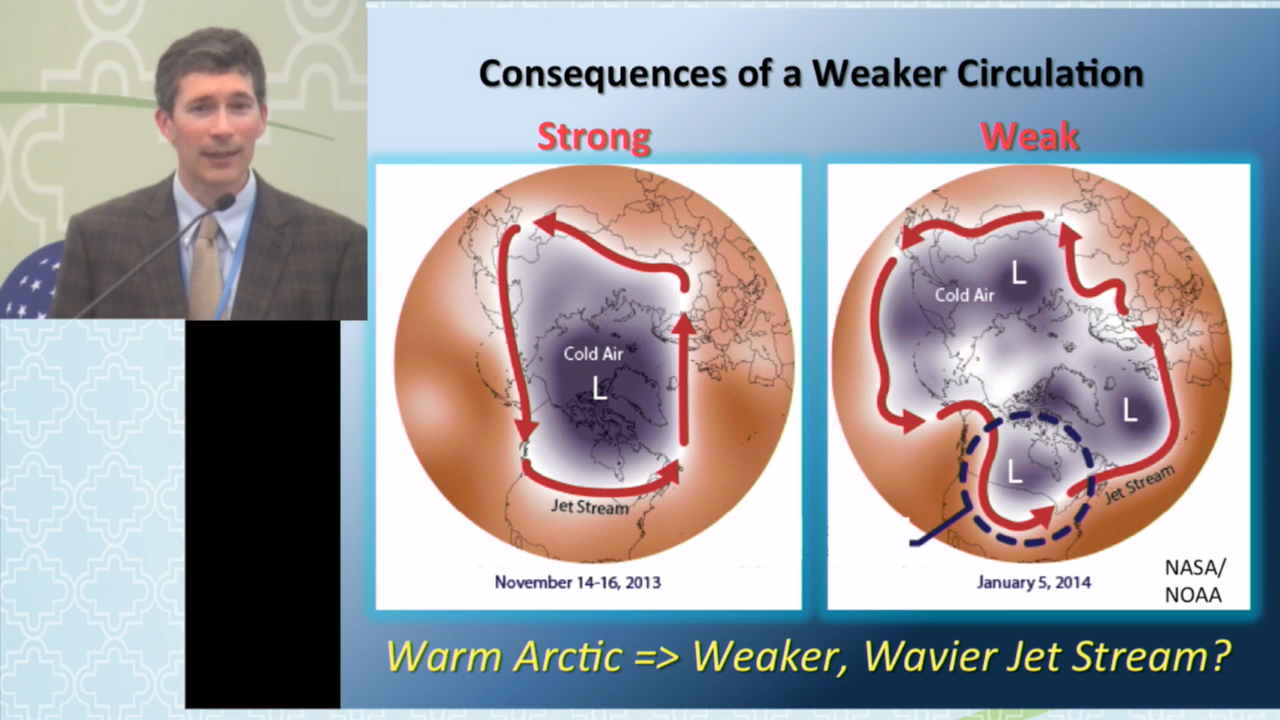 Consequences of a Weaker Circulation
Strong
Weak
Cold Air
L
Jet Stream
November 14-16, 2013
L
Cold Air
L
L
Jet Stream
January 5, 2014
NASA/
NOAA
Warm Arctic => Weaker, Wavier Jet Stream?